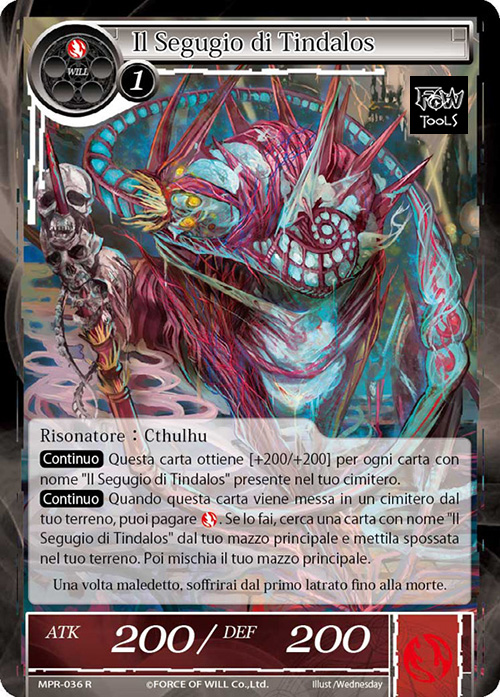 Il Segugio di Tindalos
WILL
1
FOW
TOOLS
Risonatore : Cthulhu
Continuo Questa carta ottiene [+200/+200] per ogni carta con
nome "Il Segugio di Tindalos" presente nel tuo cimitero.
Continuo Quando questa carta viene messa in un cimitero dal
tuo terreno, puoi pagare . Se lo fai, cerca una carta con nome "Il
Segugio di Tindalos" dal tuo mazzo principale e mettila spossata
nel tuo terreno. Poi mischia il tuo mazzo principale.
Una volta maledetto, soffrirai dal primo latrato fino alla morte.
ATK 200 / DEF 200
MPR-036 R ©FORCE OF WILL Co.,Ltd. Illust /Wednesday